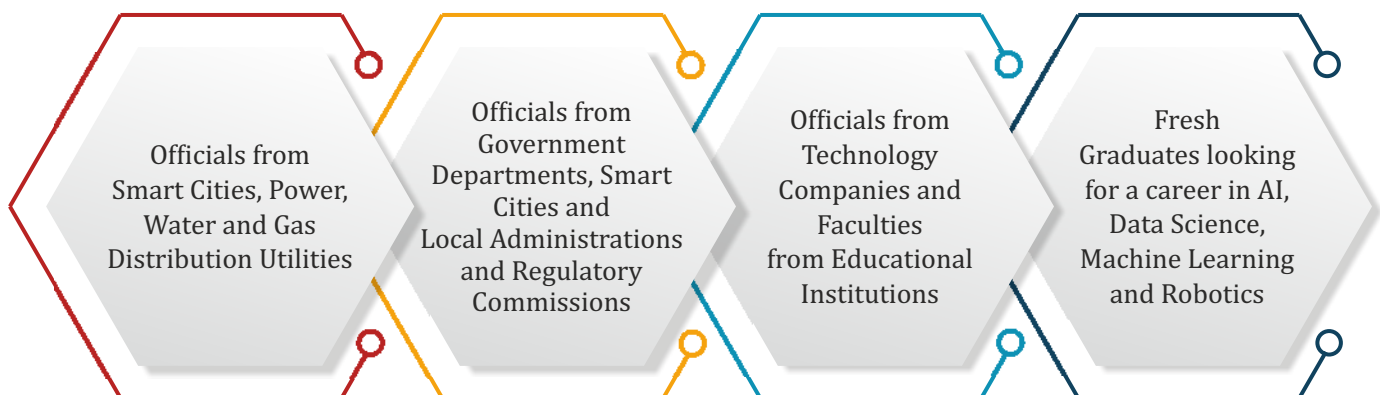 Officials from
Smart Cities, Power,
Water and Gas
Distribution Utilities
Officials from
Government
Departments, Smart
Cities and
Local Administrations
and Regulatory
Commissions
Officials from
Technology
Companies and
Faculties
from Educational
Institutions
Fresh
Graduates looking
for a career in AI,
Data Science,
Machine Learning
and Robotics